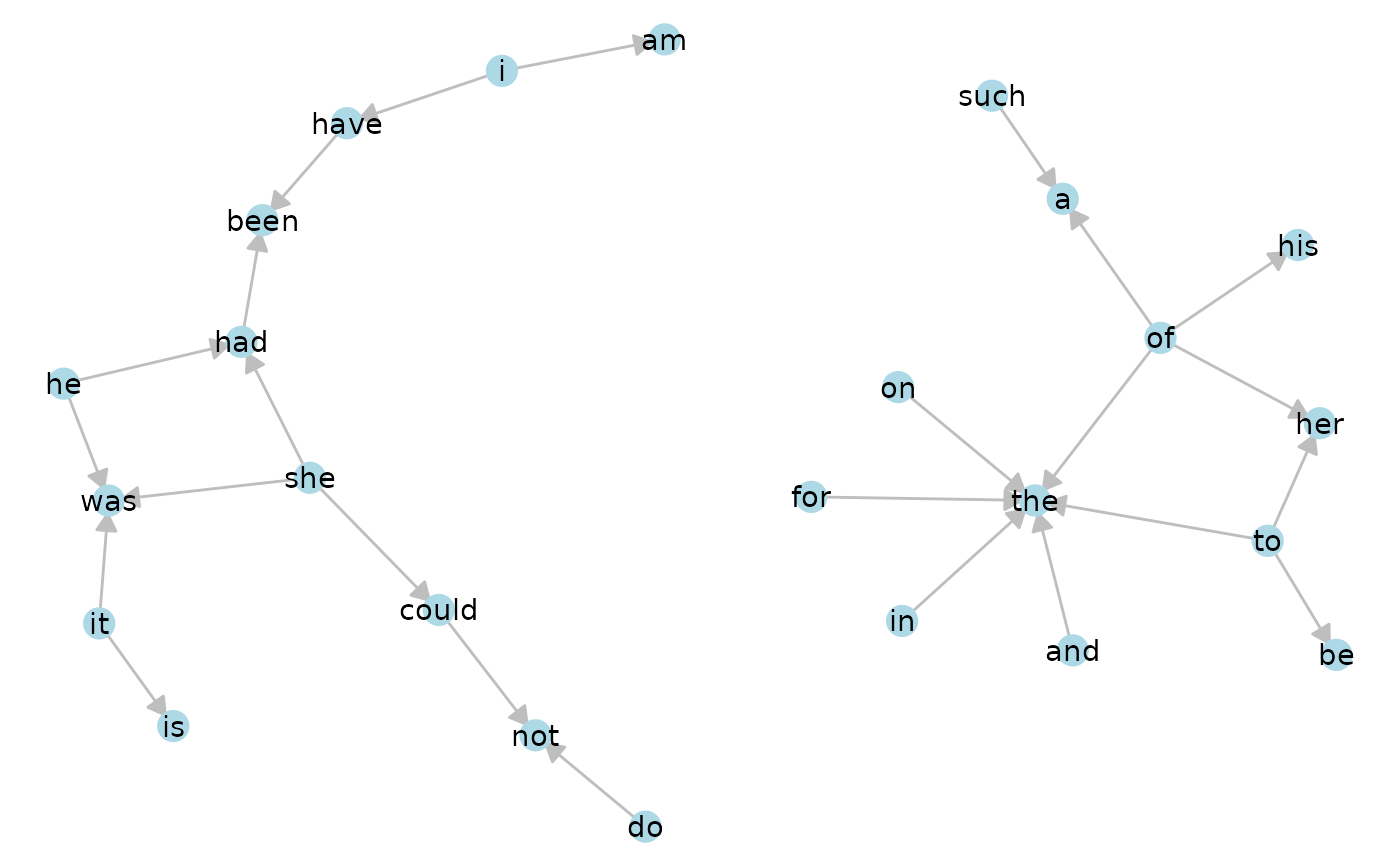 am
i
such
have
a
been
his
of
had
he
on
her
she
for
the
was
to
could
in
it
and
be
is
not
do